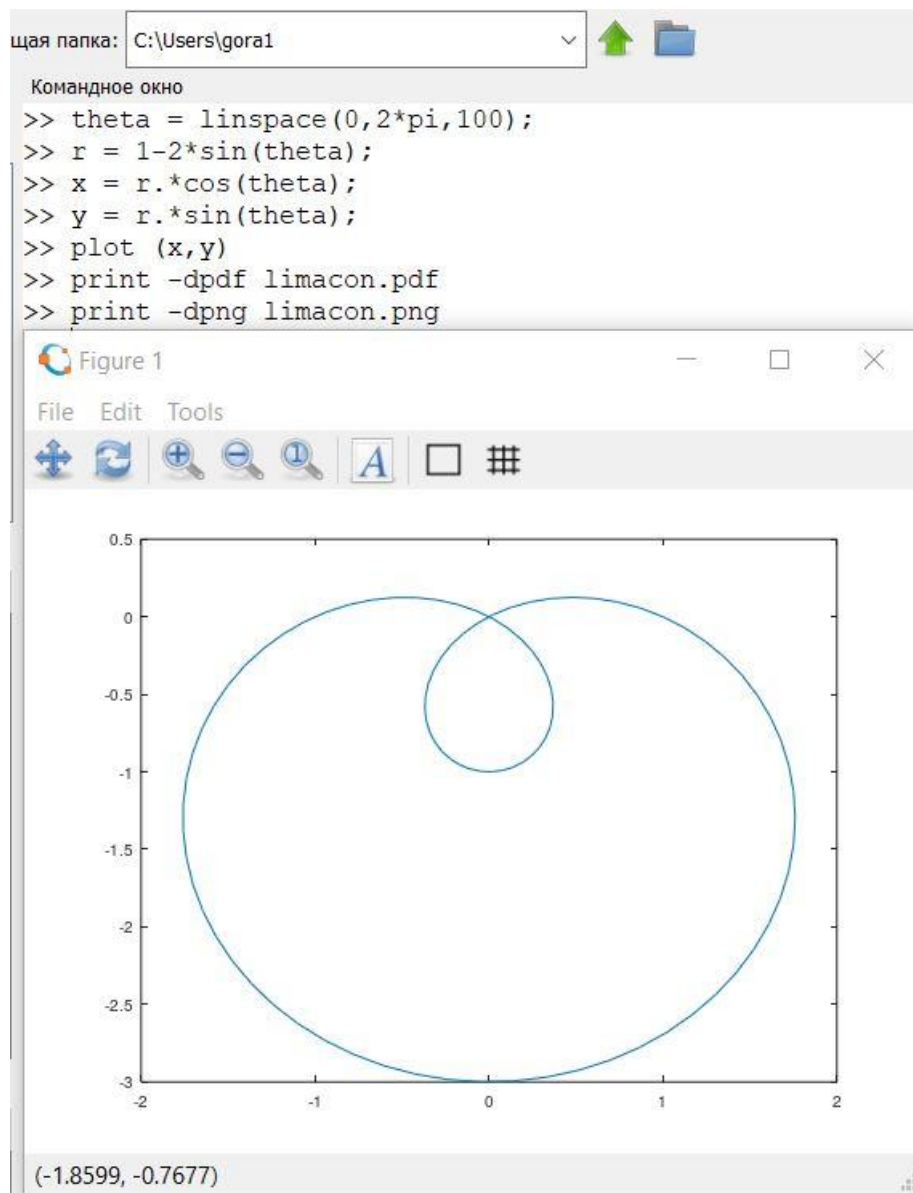 щая папка: C:\Users\gora1
Командное окно
>> theta = linspace(0,2*pi,100);
>> r = 1-2*sin(theta);
>> x = r.*cos(theta);
>> y = r.*sin(theta);
>> plot (x,y)
>> print -dpdf limacon.pdf
>> print -dpng limacon.png
Figure 1
File Edit Tools
1 A
0.5
0
-0.5
-1
-1.5
-2
-2.5
-3
-2 -1 0 1 2
(-1.8599, -0.7677)